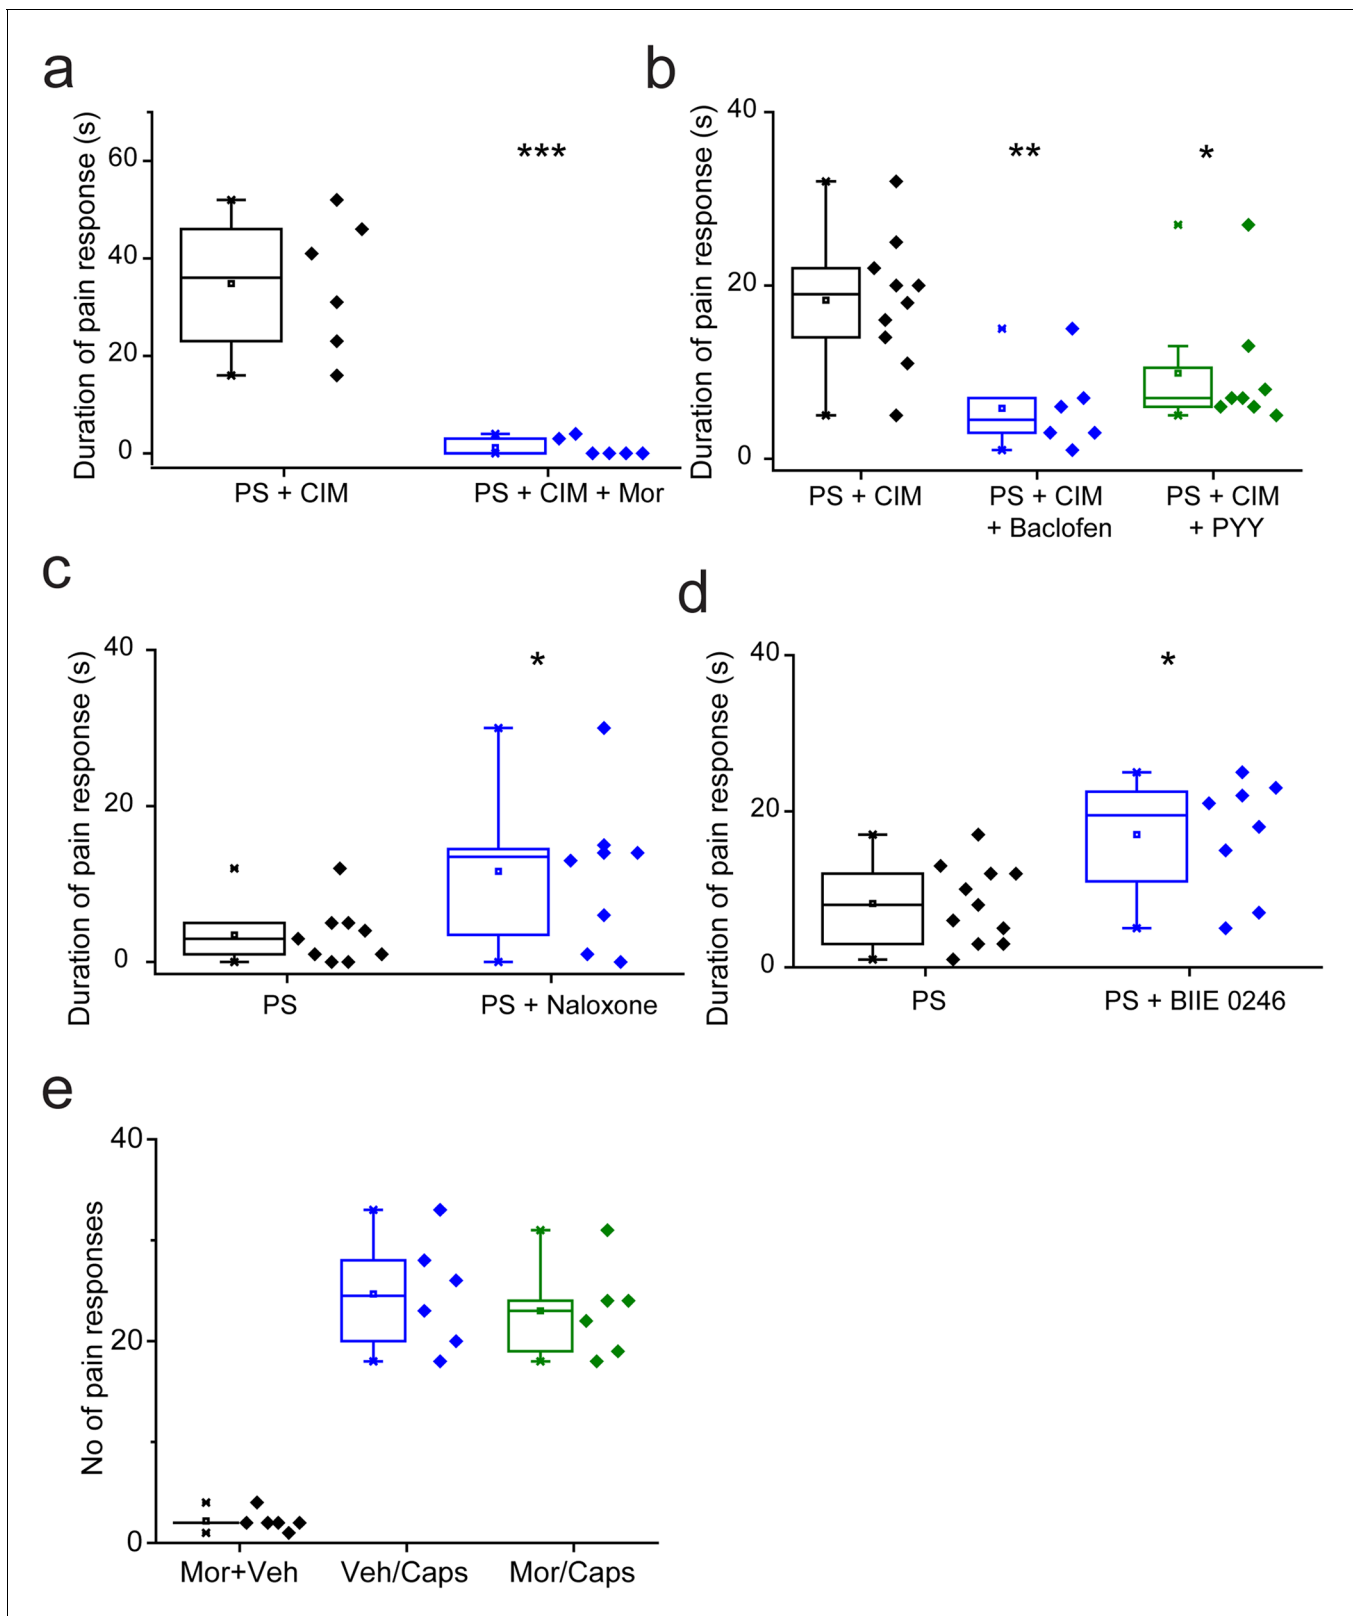 a
Duration of pain response (s)
60
40
20
0
***
PS + CIM
PS + CIM + Mor
b
Duration of pain response (s)
40
20
0
**
*
PS + CIM
PS + CIM
+ Baclofen
PS + CIM
+ PYY
c
Duration of pain response (s)
40
20
0
*
PS
PS + Naloxone
d
Duration of pain response (s)
40
20
0
*
PS
PS + BIIE 0246
e
No of pain responses
40
20
0
Mor+Veh
Veh/Caps
Mor/Caps